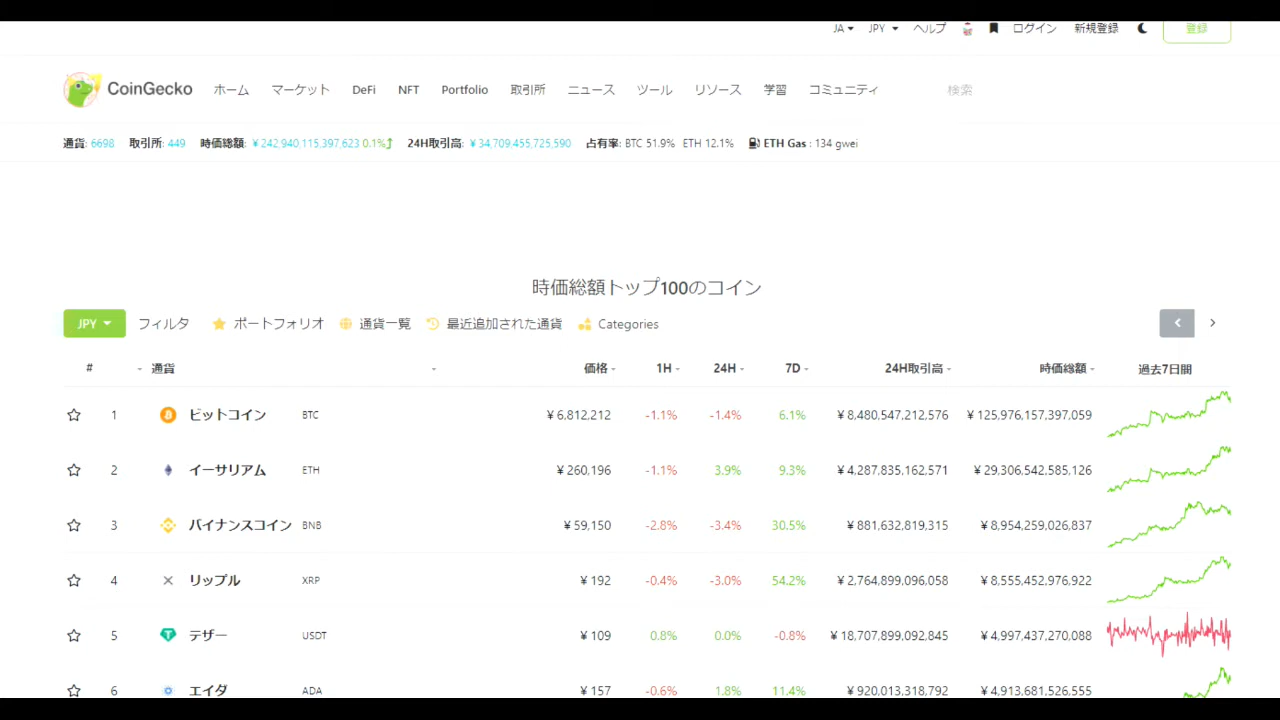 JA JPY ヘルプ ログイン 新規登録 登録
CoinGecko ホーム マーケット DeFi NFT Portfolio 取引所 ニュース ツール リソース 学習 コミュニティ 検索
通貨: 6698 取引所: 449 時価総額: ¥242,940,115,397,623 0.1% 24H取引高: ¥34,709,455,725,590 占有率: BTC 51.9% ETH 12.1% ETH Gas : 134 gwei
時価総額トップ100のコイン
JPY フィルタ ポートフォリオ 通貨一覧 最近追加された通貨 Categories
# 通貨 価格 1H 24H 7D 24H取引高 時価総額 過去7日間
1 ビットコイン BTC ¥6,812,212 -1.1% -1.4% 6.1% ¥8,480,547,212,576 ¥125,976,157,397,059
2 イーサリアム ETH ¥260,196 -1.1% 3.9% 9.3% ¥4,287,835,162,571 ¥29,306,542,585,126
3 バイナンスコイン BNB ¥59,150 -2.8% -3.4% 30.5% ¥881,632,819,315 ¥8,954,259,026,837
4 リップル XRP ¥192 -0.4% -3.0% 54.2% ¥2,764,899,096,058 ¥8,555,452,976,922
5 テザー USDT ¥109 0.8% 0.0% -0.8% ¥18,707,899,092,845 ¥4,997,437,270,088
6 エイダ ADA ¥157 -0.6% 1.8% 11.4% ¥920,013,318,792 ¥4,913,681,526,555